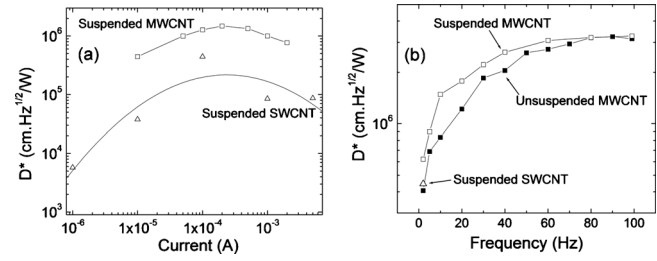 Suspended MWCNT
(a)
Suspended SWCNT
D* (cm.Hz^1/2/W)
10^6
10^5
10^4
10^3
10^-6
1x10^-5
1x10^-4
10^-3
Current (A)
Suspended MWCNT
(b)
Unsuspended MWCNT
Suspended SWCNT
D* (cm.Hz^1/2/W)
10^6
0 20 40 60 80 100
Frequency (Hz)